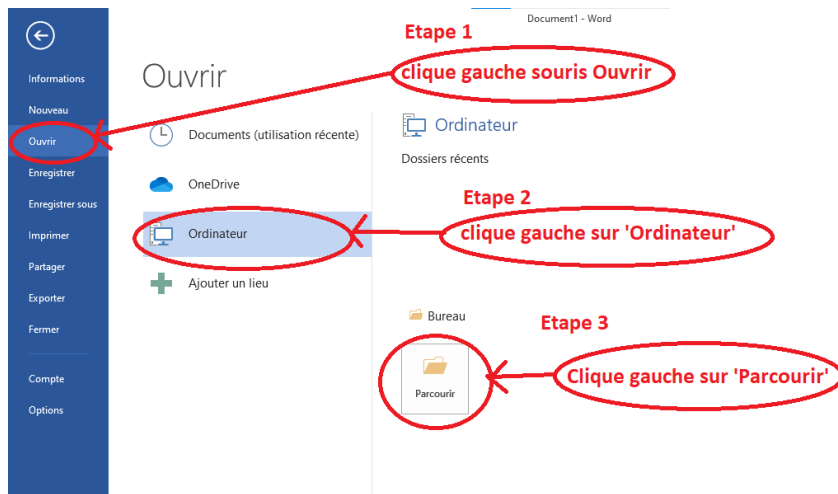 Document1 - Word
Etape 1
clique gauche souris Ouvrir
Informations
Nouveau
Ouvrir
Enregistrer
Enregistrer sous
Imprimer
Partager
Exporter
Fermer
Compte
Options
Ouvrir
Documents (utilisation récente)
OneDrive
Ordinateur
Ajouter un lieu
Ordinateur
Dossiers récents
Etape 2
clique gauche sur 'Ordinateur'
Bureau
Etape 3
Parcourir
Clique gauche sur 'Parcourir'